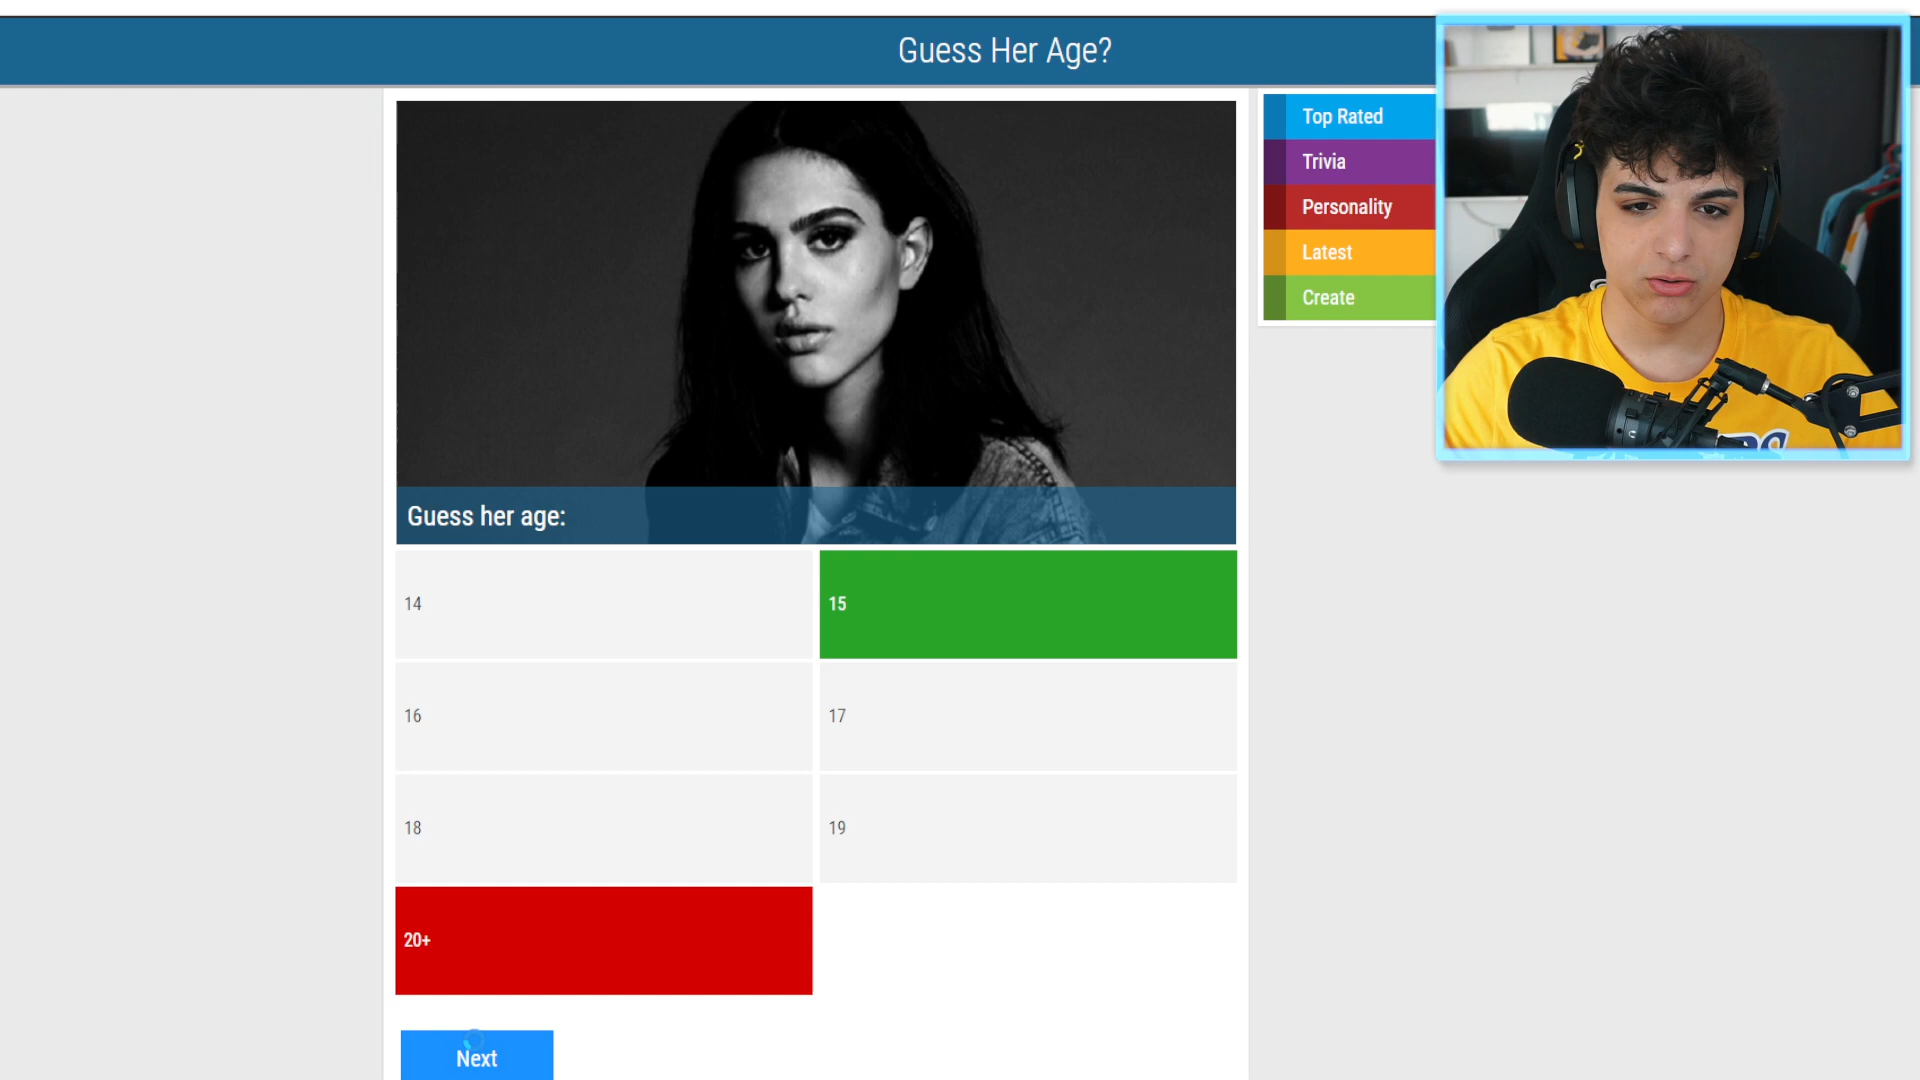 Guess Her Age?
Top Rated
Trivia
Personality
Latest
Create
Guess her age:
14
15
16
17
18
19
20+
Next